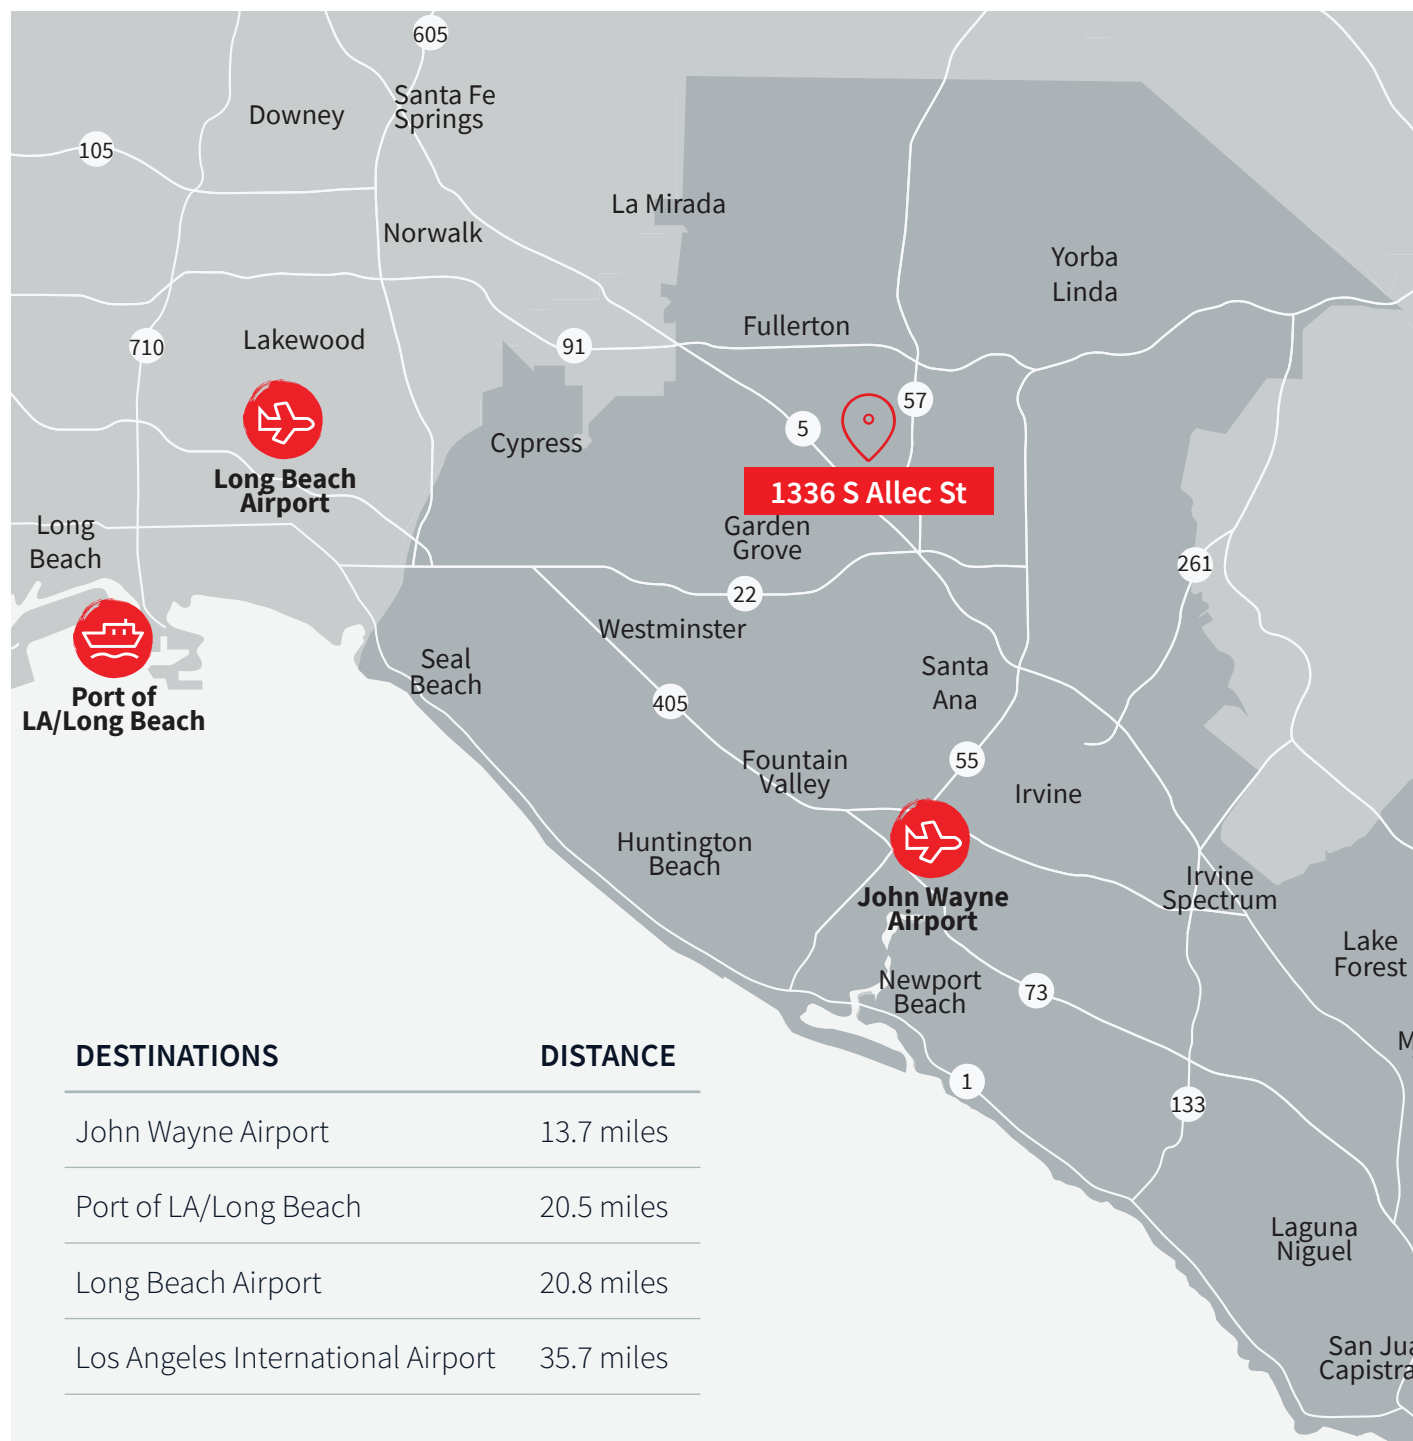 605
Santa Fe
Springs
Downey
105
La Mirada
Norwalk
Yorba
Linda
Fullerton
710
Lakewood
91
57
5
Cypress
Long Beach
Airport
1336 S Allec St
Long
Beach
Garden
Grove
261
22
Westminster
Seal
Beach
Santa
Ana
Port of
LA/Long Beach
405
55
Fountain
Valley
Irvine
Huntington
Beach
Irvine
Spectrum
John Wayne
Airport
Lake
Forest
Newport
Beach
73
M
1
133
Laguna
Niguel
San Jua
Capistra
DESTINATIONS DISTANCE
John Wayne Airport 13.7 miles
Port of LA/Long Beach 20.5 miles
Long Beach Airport 20.8 miles
Los Angeles International Airport 35.7 miles